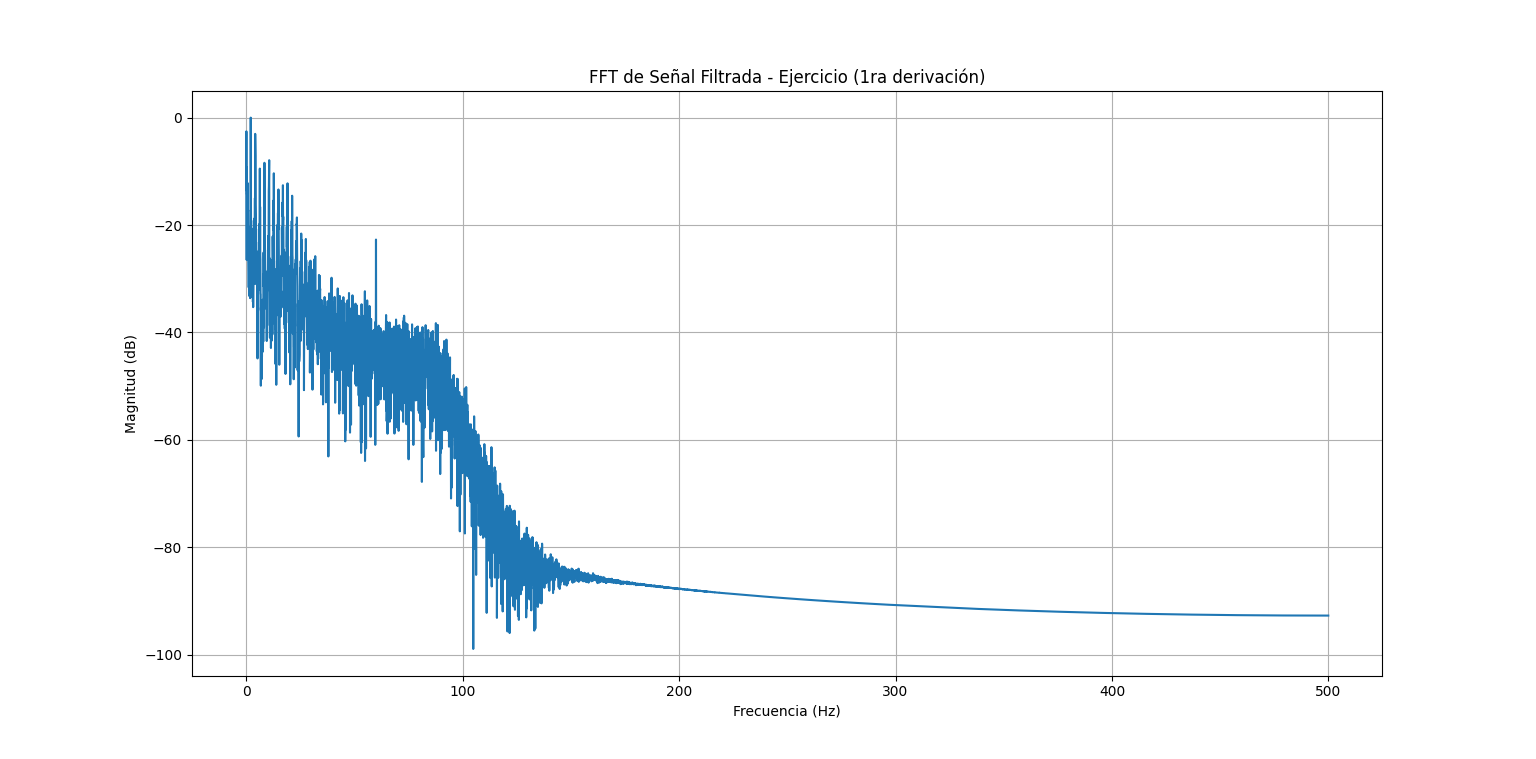 FFT de Señal Filtrada - Ejercicio (1ra derivación)
Magnitud (dB)
0
−20
−40
−60
−80
−100
0 100 200 300 400 500
Frecuencia (Hz)